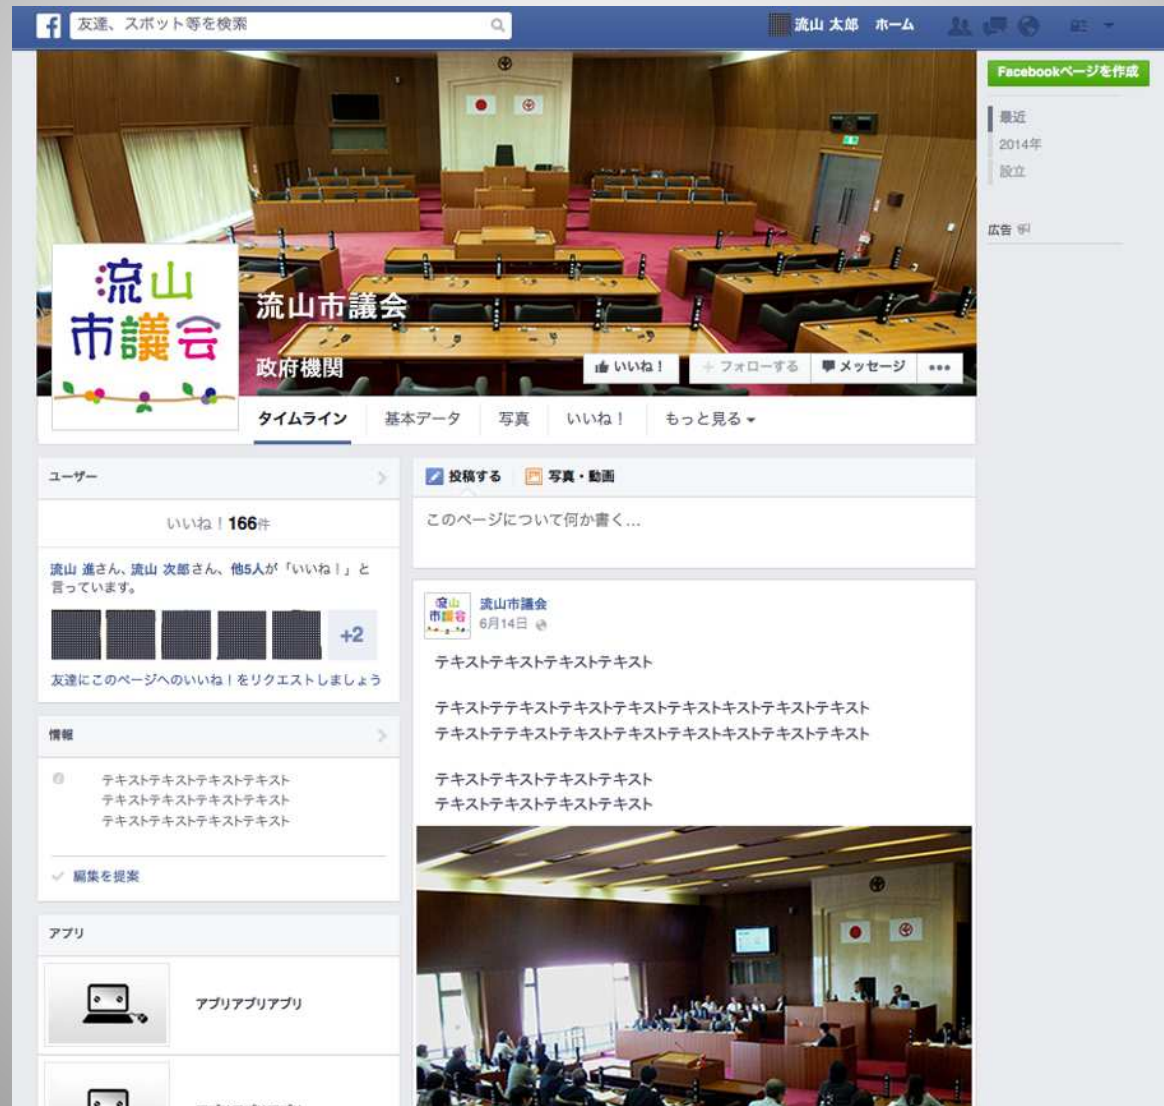 友達、スポット等を検索
流山 太郎 ホーム
Facebookページを作成
最近
2014年
設立
広告
流山
市議会
流山市議会
政府機関
いいね！
フォローする
メッセージ
タイムライン
基本データ
写真
いいね！
もっと見る
ユーザー
いいね！166件
流山 進さん、流山 次郎さん、他5人が「いいね！」と
言っています。
+2
友達にこのページへのいいね！をリクエストしましょう
情報
テキストテキストテキストテキスト
テキストテキストテキストテキスト
テキストテキストテキストテキスト
編集を提案
アプリ
アプリアプリアプリ
投稿する
写真・動画
このページについて何か書く...
流山
市議会
流山市議会
6月14日
テキストテキストテキストテキスト
テキストテテキストテキストテキストテキストキストテキストテキスト
テキストテテキストテキストテキストテキストキストテキストテキスト
テキストテキストテキストテキスト
テキストテキストテキストテキスト